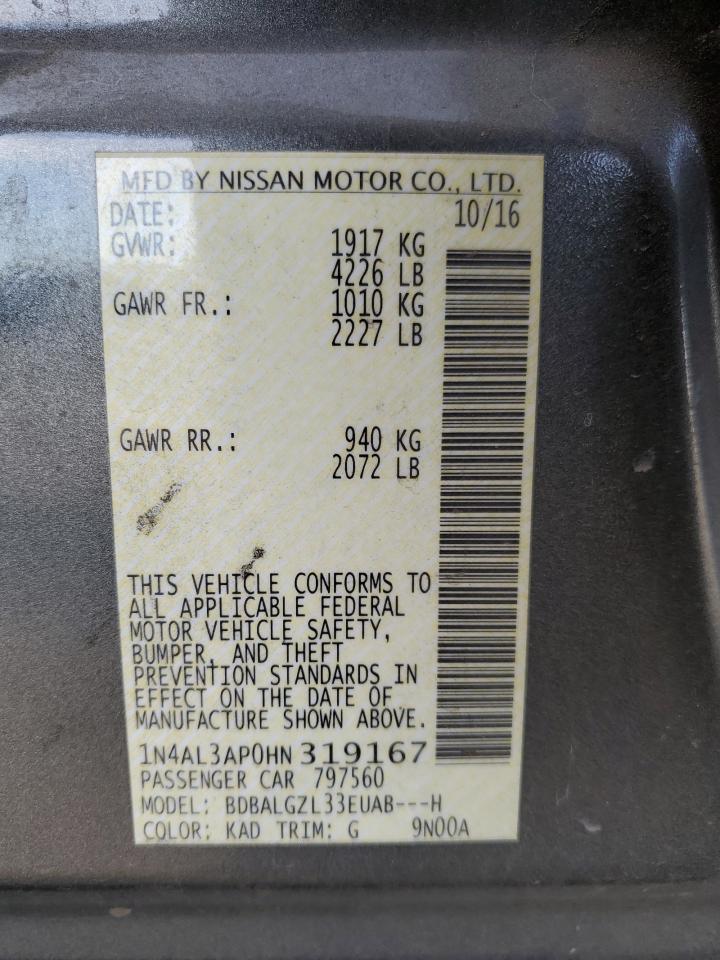 MFD BY NISSAN MOTOR CO., LTD.
DATE: 10/16
GVWR: 1917 KG
4226 LB
GAWR FR.: 1010 KG
2227 LB
GAWR RR.: 940 KG
2072 LB
THIS VEHICLE CONFORMS TO
ALL APPLICABLE FEDERAL
MOTOR VEHICLE SAFETY,
BUMPER, AND THEFT
PREVENTION STANDARDS IN
EFFECT ON THE DATE OF
MANUFACTURE SHOWN ABOVE.
1N4AL3AP0HN 319167
PASSENGER CAR 797560
MODEL: BDBALGZL33EUAB---H
COLOR: KAD TRIM: G 9N00A